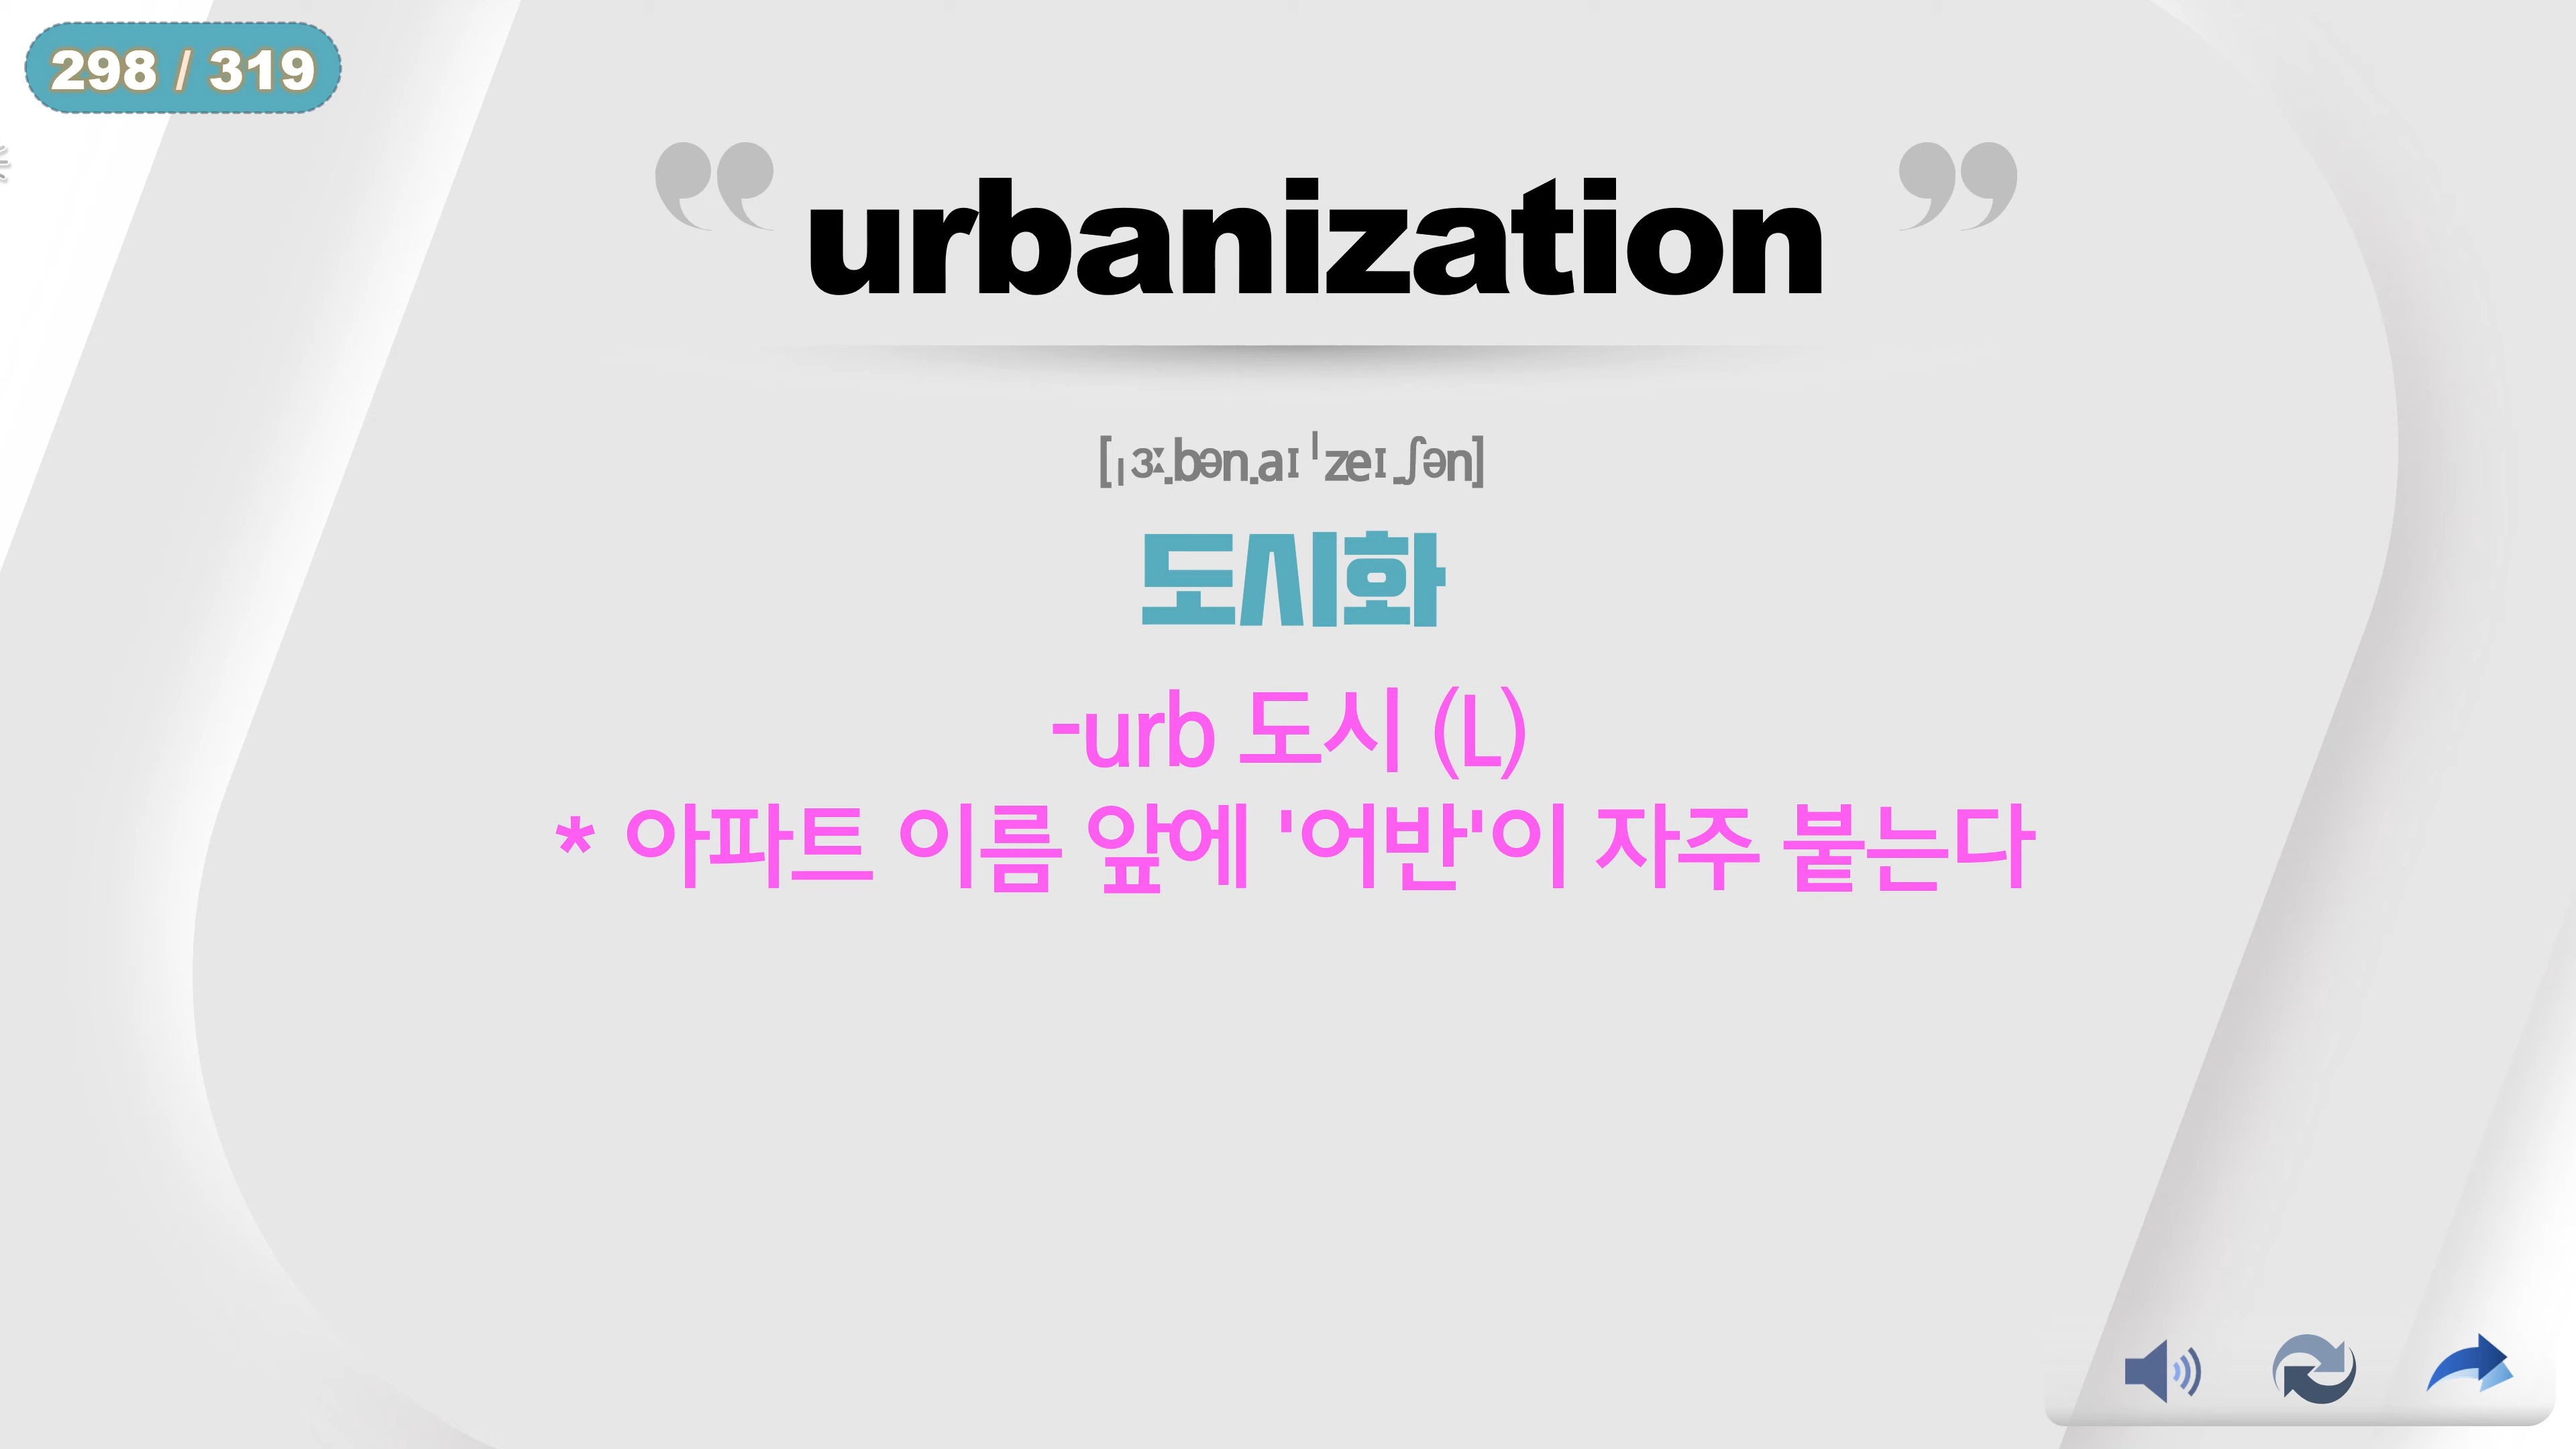 298 / 319
❝ urbanization ❞
[ˌɜː.bən.aɪˈzeɪ.ʃən]
도시화
-urb 도시 (L)
* 아파트 이름 앞에 '어반'이 자주 붙는다